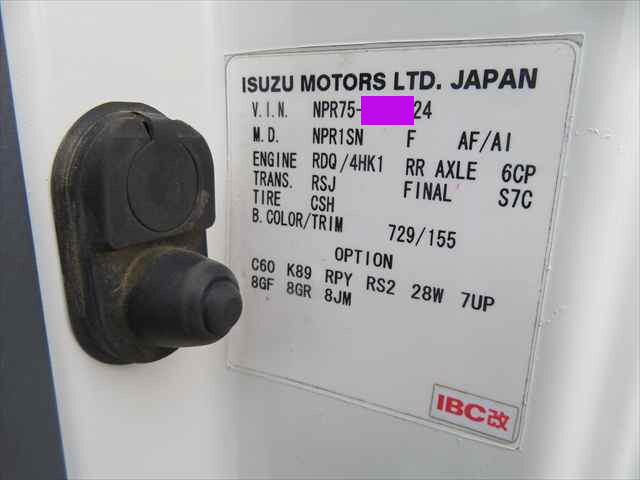 ISUZU MOTORS LTD. JAPAN
V.I.N. NPR75- 24
M.D. NPR1SN F AF/AI
ENGINE RDQ/4HK1 RR AXLE 6CP
TRANS. RSJ FINAL S7C
TIRE CSH
B.COLOR/TRIM 729/155
OPTION
C60 K89 RPY RS2 28W 7UP
8GF 8GR 8JM
IBC改